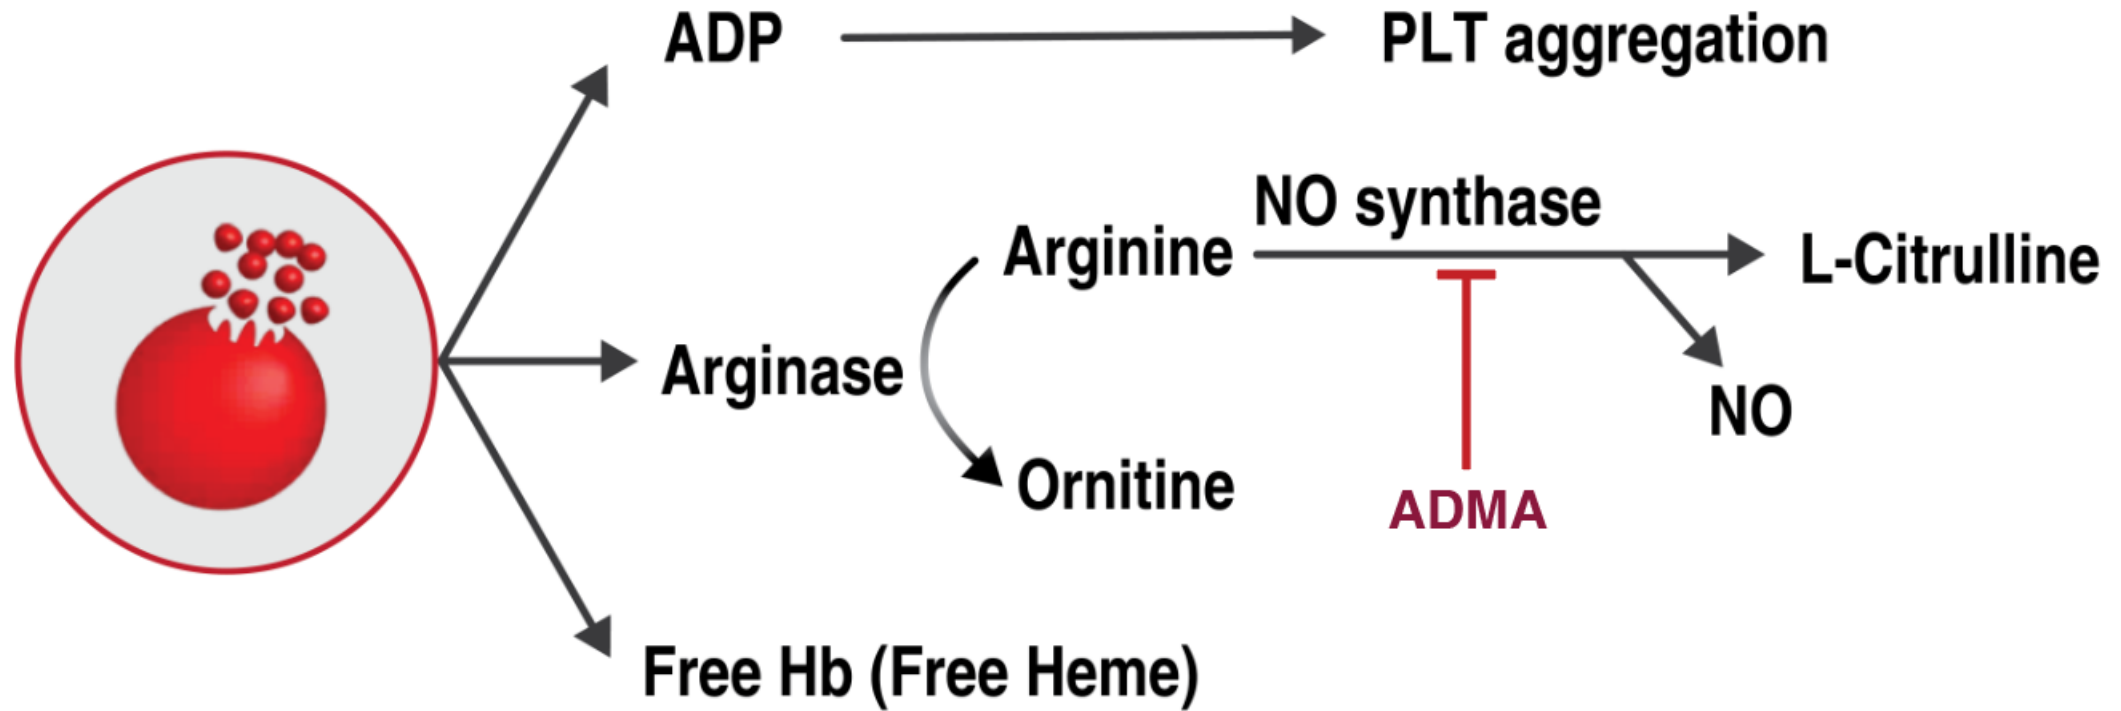 ADP
PLT aggregation
NO synthase
Arginine
L-Citrulline
Arginase
NO
Ornitine
ADMA
Free Hb (Free Heme)